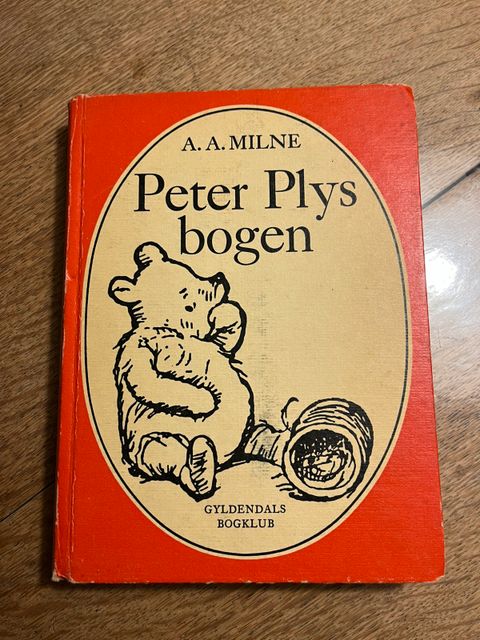 A. A. MILNE
Peter Plys
bogen
GYLDENDALS
BOGKLUB